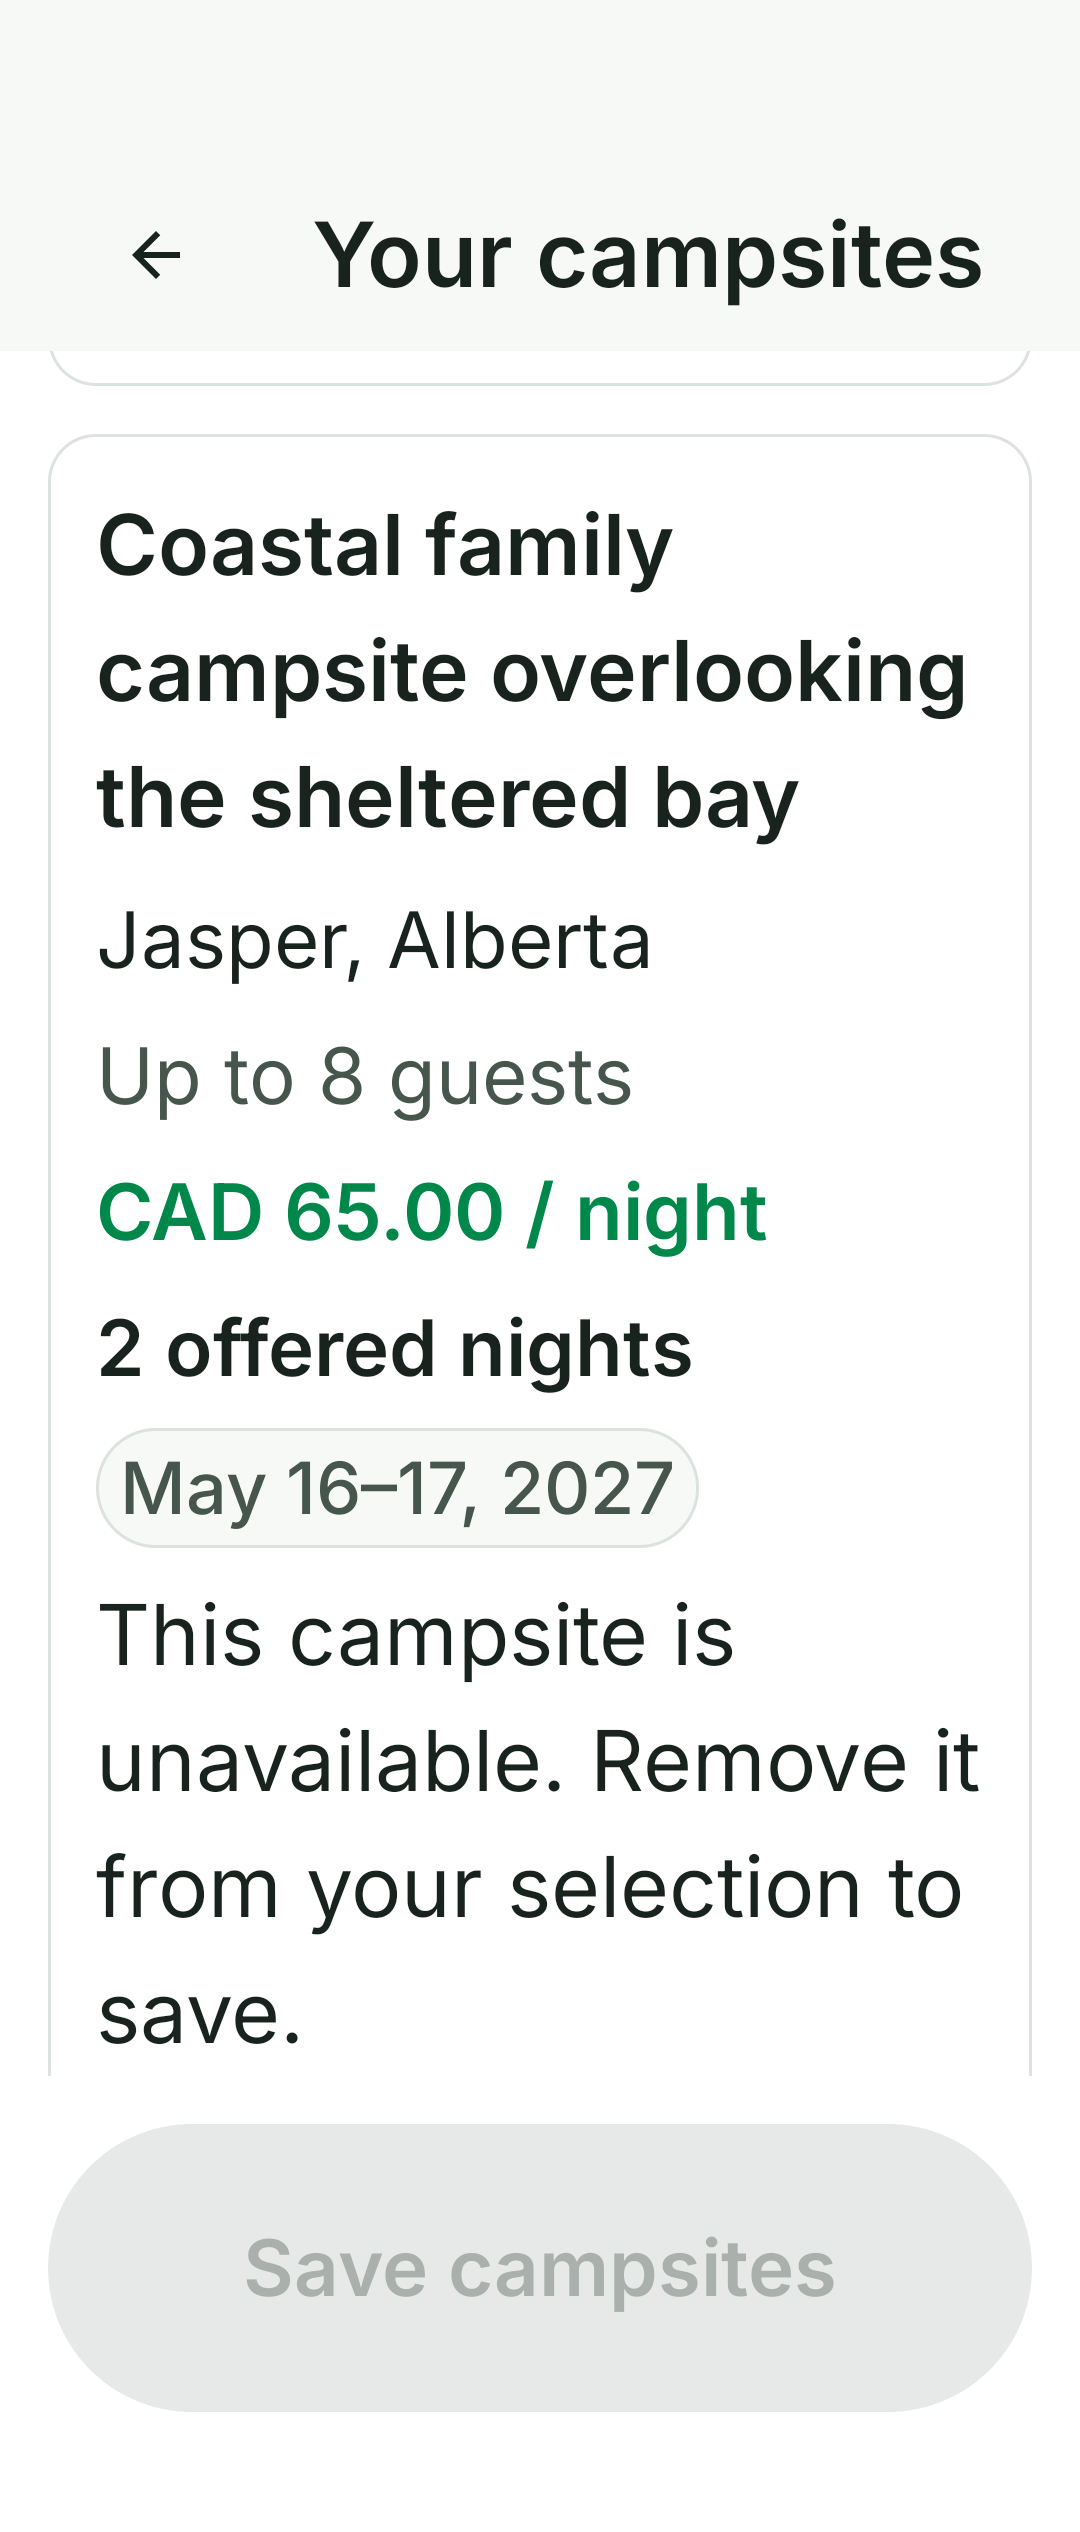 Your campsites
Coastal family
campsite overlooking
the sheltered bay
Jasper, Alberta
Up to 8 guests
CAD 65.00 / night
2 offered nights
May 16–17, 2027
This campsite is
unavailable. Remove it
from your selection to
save.
Save campsites